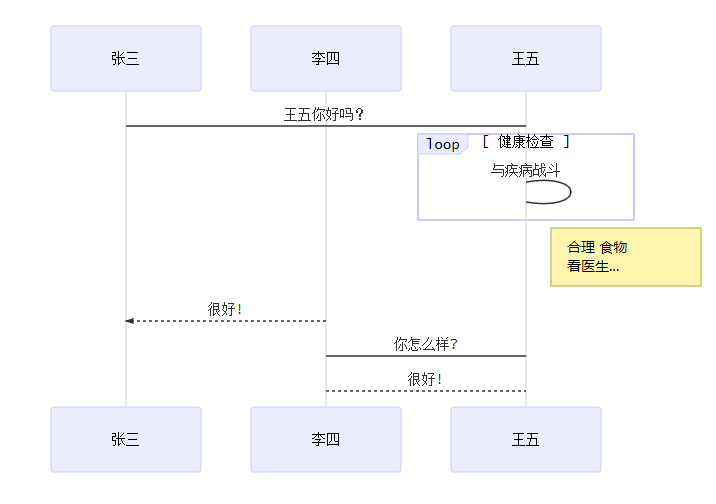 张三
李四
王五
王五你好吗？
loop
[ 健康检查 ]
与疾病战斗
合理 食物
看医生...
很好!
你怎么样?
很好!
张三
李四
王五